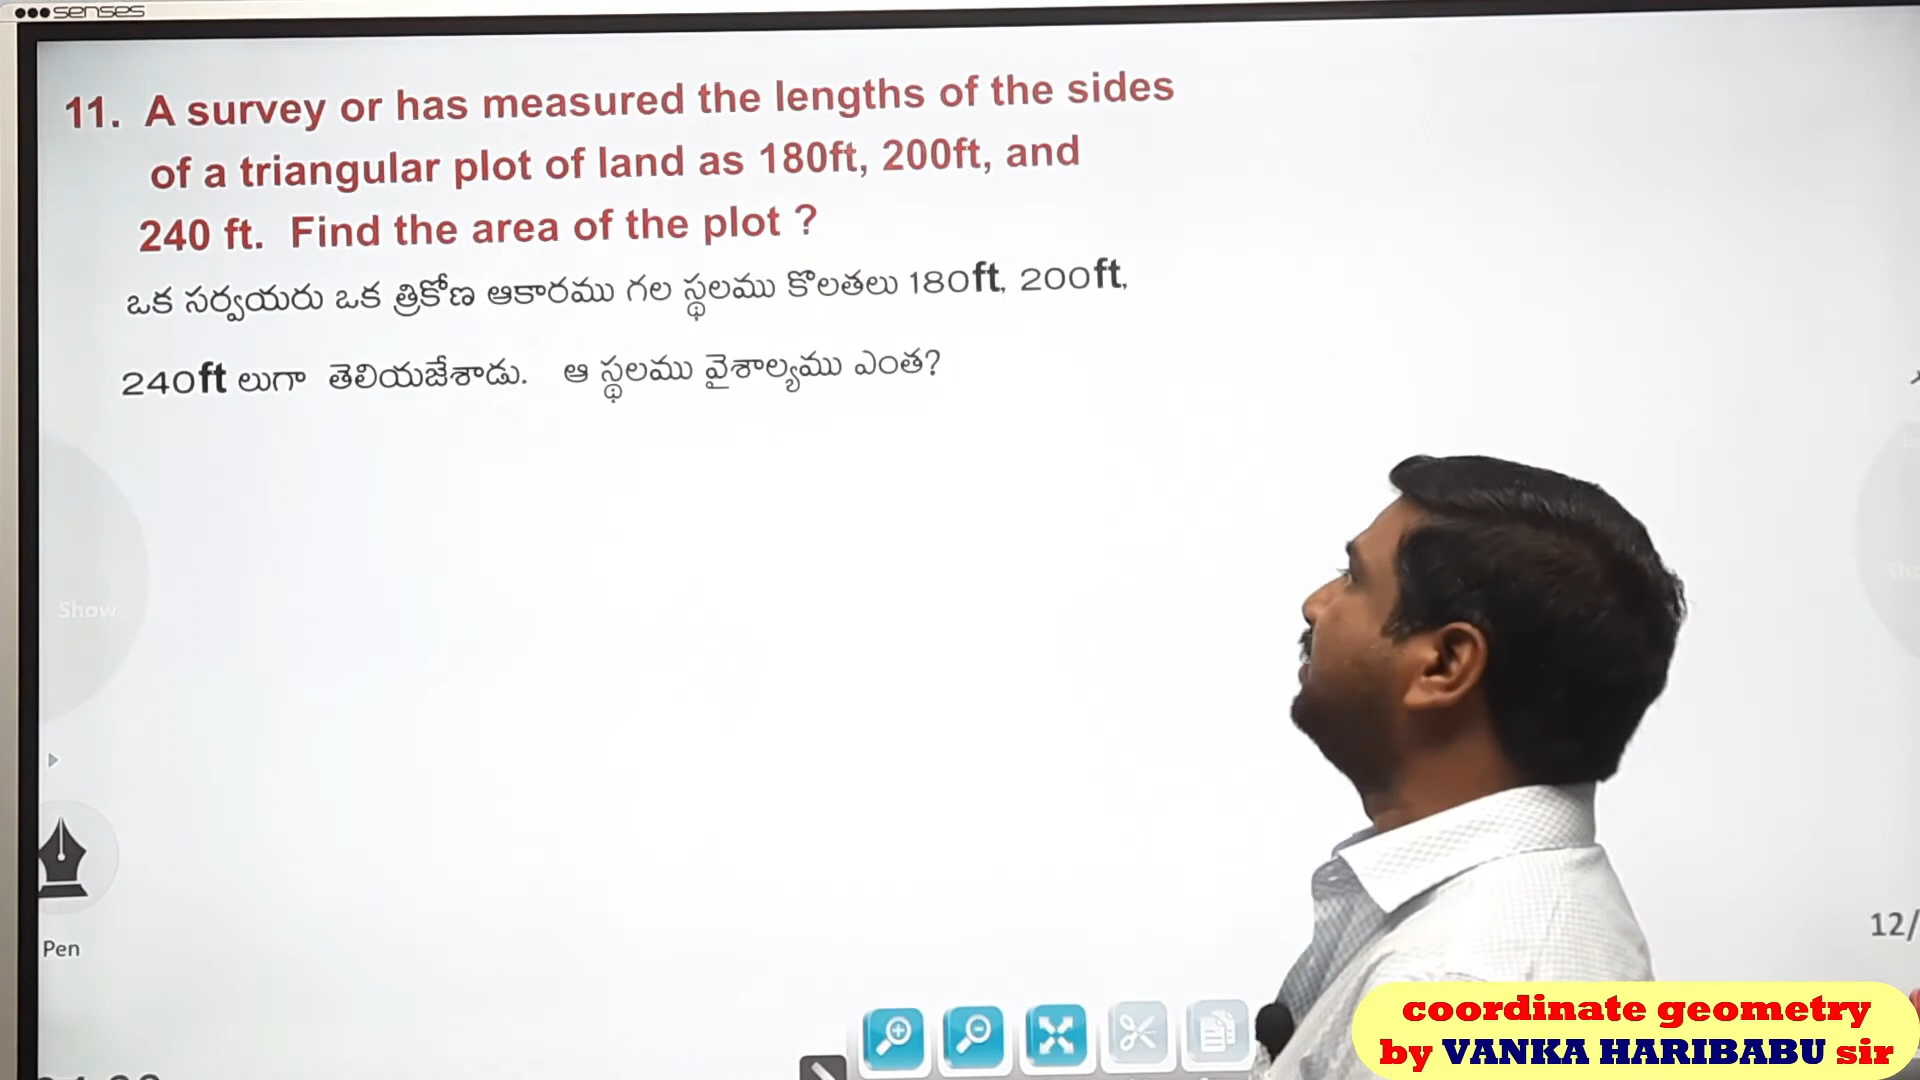 senses
11. A survey or has measured the lengths of the sides
of a triangular plot of land as 180ft, 200ft, and
240 ft. Find the area of the plot ?
ఒక సర్వయరు ఒక త్రికోణ ఆకారము గల స్థలము కొలతలు 180ft, 200ft,
240ft లుగా తెలియజేశాడు. ఆ స్థలము వైశాల్యము ఎంత?
Show
Pen
12/
coordinate geometry
by VANKA HARIBABU sir